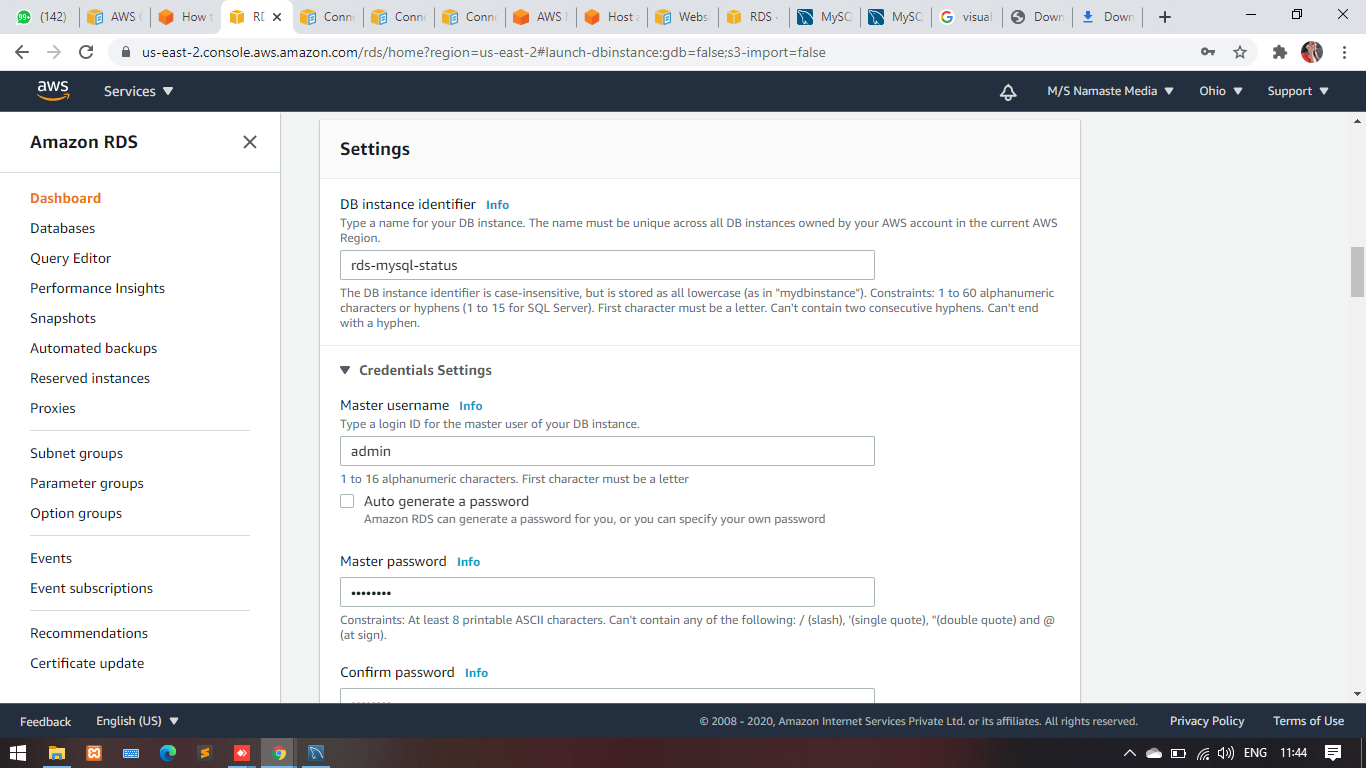 (142)
AWS
How t
RD
Conne
Conne
Conne
AWS
Host a
Webs
RDS
MySC
MySC
visual
Down
Down
us-east-2.console.aws.amazon.com/rds/home?region=us-east-2#launch-dbinstance:gdb=false;s3-import=false
aws
Services
M/S Namaste Media
Ohio
Support
Amazon RDS
Dashboard
Databases
Query Editor
Performance Insights
Snapshots
Automated backups
Reserved instances
Proxies
Subnet groups
Parameter groups
Option groups
Events
Event subscriptions
Recommendations
Certificate update
Settings
DB instance identifier Info
Type a name for your DB instance. The name must be unique across all DB instances owned by your AWS account in the current AWS
Region.
rds-mysql-status
The DB instance identifier is case-insensitive, but is stored as all lowercase (as in "mydbinstance"). Constraints: 1 to 60 alphanumeric
characters or hyphens (1 to 15 for SQL Server). First character must be a letter. Can't contain two consecutive hyphens. Can't end
with a hyphen.
Credentials Settings
Master username Info
Type a login ID for the master user of your DB instance.
admin
1 to 16 alphanumeric characters. First character must be a letter
Auto generate a password
Amazon RDS can generate a password for you, or you can specify your own password
Master password Info
••••••••
Constraints: At least 8 printable ASCII characters. Can't contain any of the following: / (slash), '(single quote), "(double quote) and @
(at sign).
Confirm password Info
Feedback
English (US)
© 2008 - 2020, Amazon Internet Services Private Ltd. or its affiliates. All rights reserved.
Privacy Policy
Terms of Use
ENG
11:44